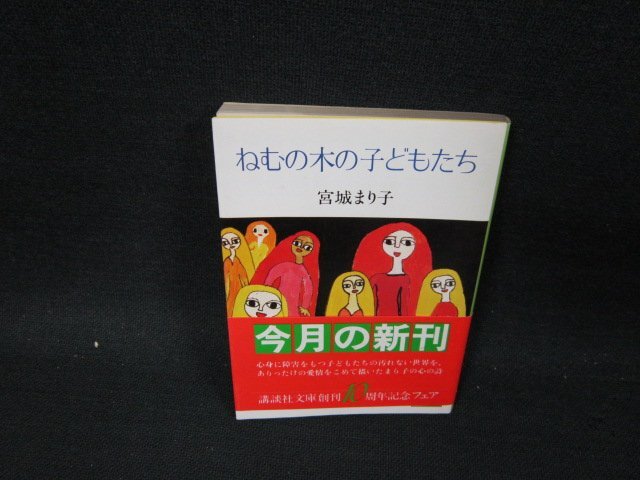 ねむの木の子どもたち
宮城まり子
今月の新刊
心身に障害をもつ子どもたちの汚れない世界を、
ありったけの愛情をこめて描いたまり子の心の詩
講談社文庫創刊10周年記念フェア